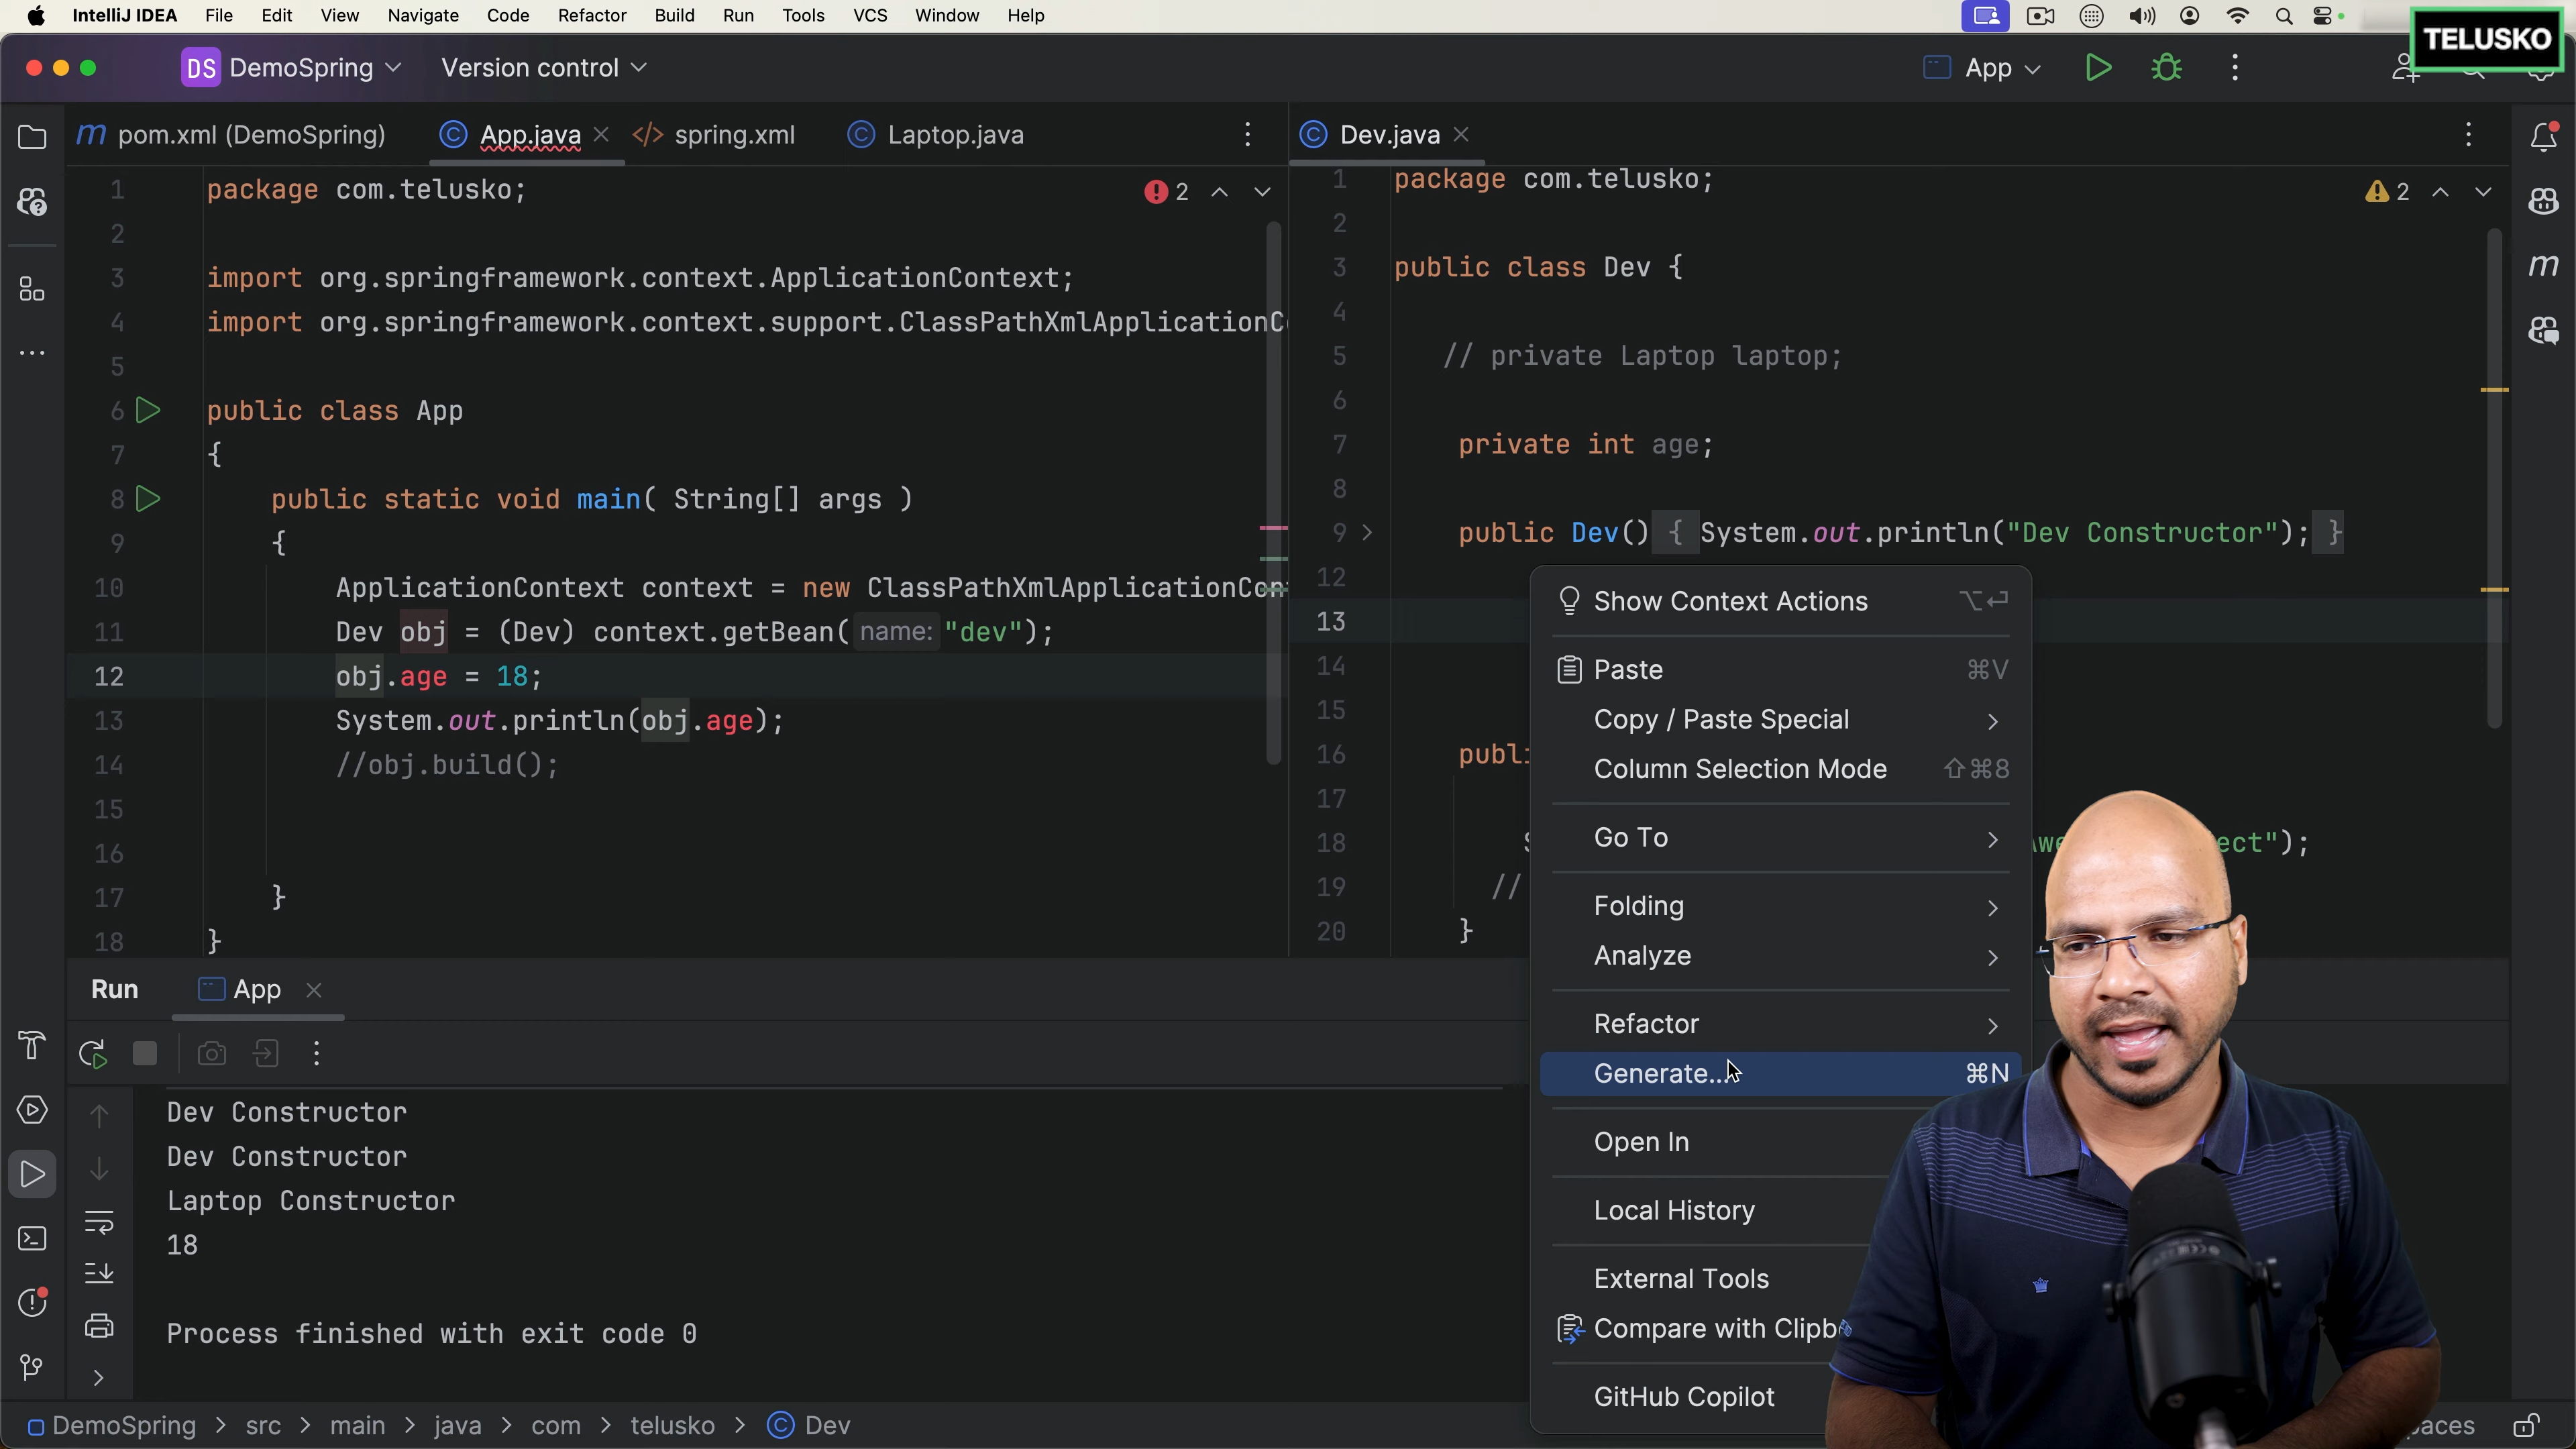 IntelliJ IDEA File Edit View Navigate Code Refactor Build Run Tools VCS Window Help
TELUSKO
DS DemoSpring Version control App
m pom.xml (DemoSpring) App.java spring.xml Laptop.java
Dev.java
1 package com.telusko;
2
3 import org.springframework.context.ApplicationContext;
4 import org.springframework.context.support.ClassPathXmlApplicationC
5
6 public class App
7 {
8 public static void main( String[] args )
9 {
10 ApplicationContext context = new ClassPathXmlApplicationCon
11 Dev obj = (Dev) context.getBean( name: "dev");
12 obj.age = 18;
13 System.out.println(obj.age);
14 //obj.build();
15
16
17 }
18 }
2
1 package com.telusko;
2
3 public class Dev {
4
5 // private Laptop laptop;
6
7 private int age;
8
9 public Dev() { System.out.println("Dev Constructor"); }
12
13
14
15
16 publi
17
18 ect");
19 //
20 }
2
Show Context Actions ⌥⏎
Paste ⌘V
Copy / Paste Special
Column Selection Mode ⇧⌘8
Go To
Folding
Analyze
Refactor
Generate... ⌘N
Open In
Local History
External Tools
Compare with Clipb
GitHub Copilot
Run App
Dev Constructor
Dev Constructor
Laptop Constructor
18
Process finished with exit code 0
DemoSpring > src > main > java > com > telusko > Dev
paces